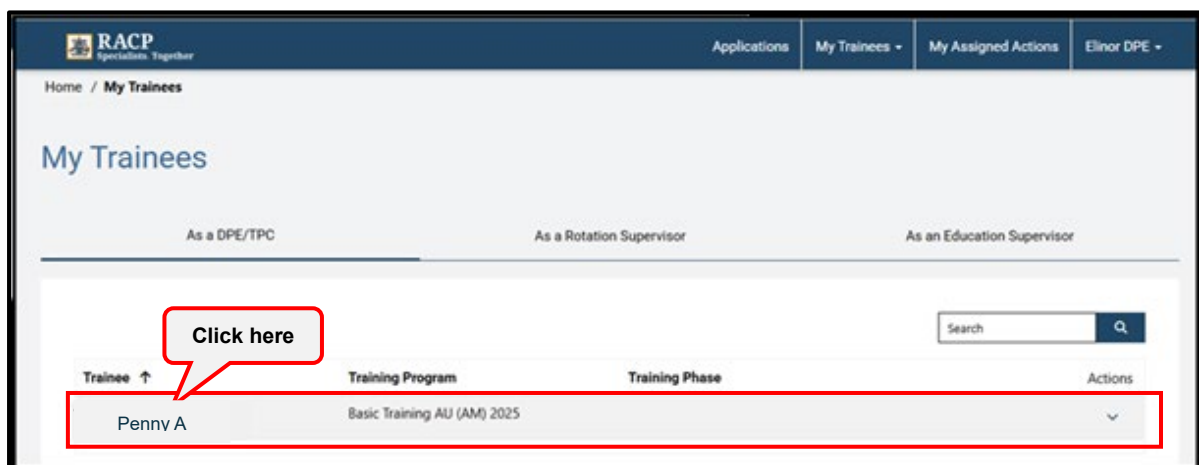 RACP
Specialists. Together
Applications
My Trainees
My Assigned Actions
Elinor DPE
Home / My Trainees
My Trainees
As a DPE/TPC
As a Rotation Supervisor
As an Education Supervisor
Search
Click here
Trainee ↑
Training Program
Training Phase
Actions
Penny A
Basic Training AU (AM) 2025